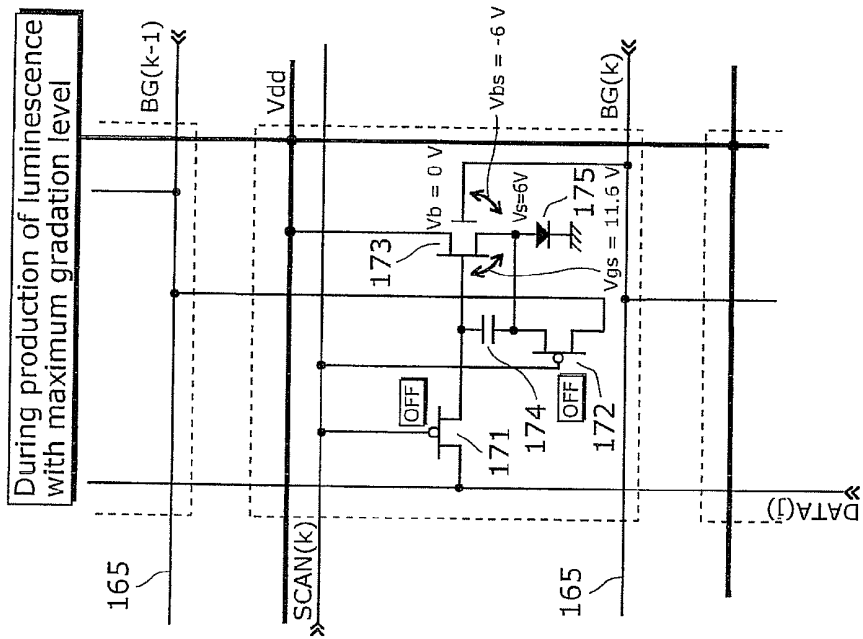 During production of luminescence
with maximum gradation level
165
BG(k-1)
Vdd
SCAN(k)
173
Vb = 0 V
Vbs = -6 V
Vs=6V
175
Vgs = 11.6 V
OFF
171
174
OFF
172
165
BG(k)
DATA(j)